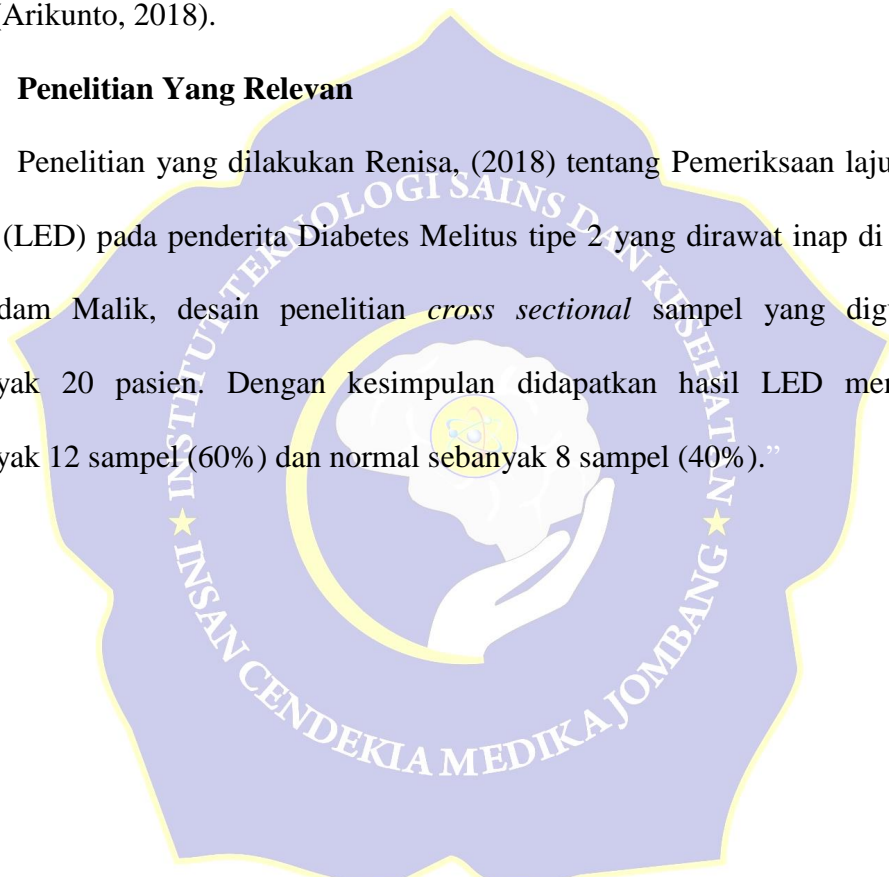 (Arikunto, 2018).
Penelitian Yang Relevan
Penelitian yang dilakukan Renisa, (2018) tentang Pemeriksaan laju
(LED) pada penderita Diabetes Melitus tipe 2 yang dirawat inap di
dam Malik, desain penelitian cross sectional sampel yang dig
yak 20 pasien. Dengan kesimpulan didapatkan hasil LED men
yak 12 sampel (60%) dan normal sebanyak 8 sampel (40%).”
INSTITUT TEKNOLOGI SAINS DAN KESEHATAN
INSAN CENDEKIA MEDIKA JOMBANG